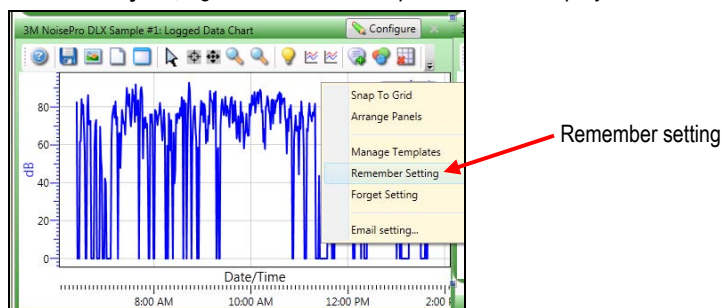 3M NoisePro DLX Sample #1: Logged Data Chart
Configure
Snap To Grid
Arrange Panels
Manage Templates
Remember Setting
Forget Setting
Email setting...
Remember setting
80
60
40
20
0
dB
Date/Time
8:00 AM 10:00 AM 12:00 PM 2:00